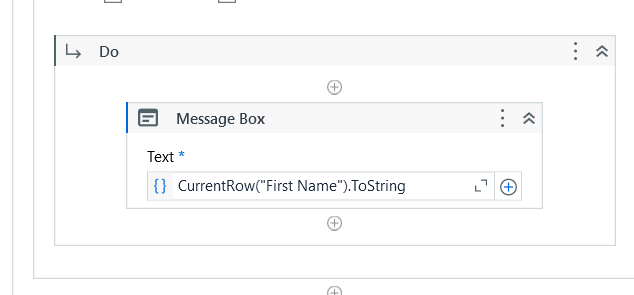 Do
Message Box
Text *
{} CurrentRow("First Name").ToString